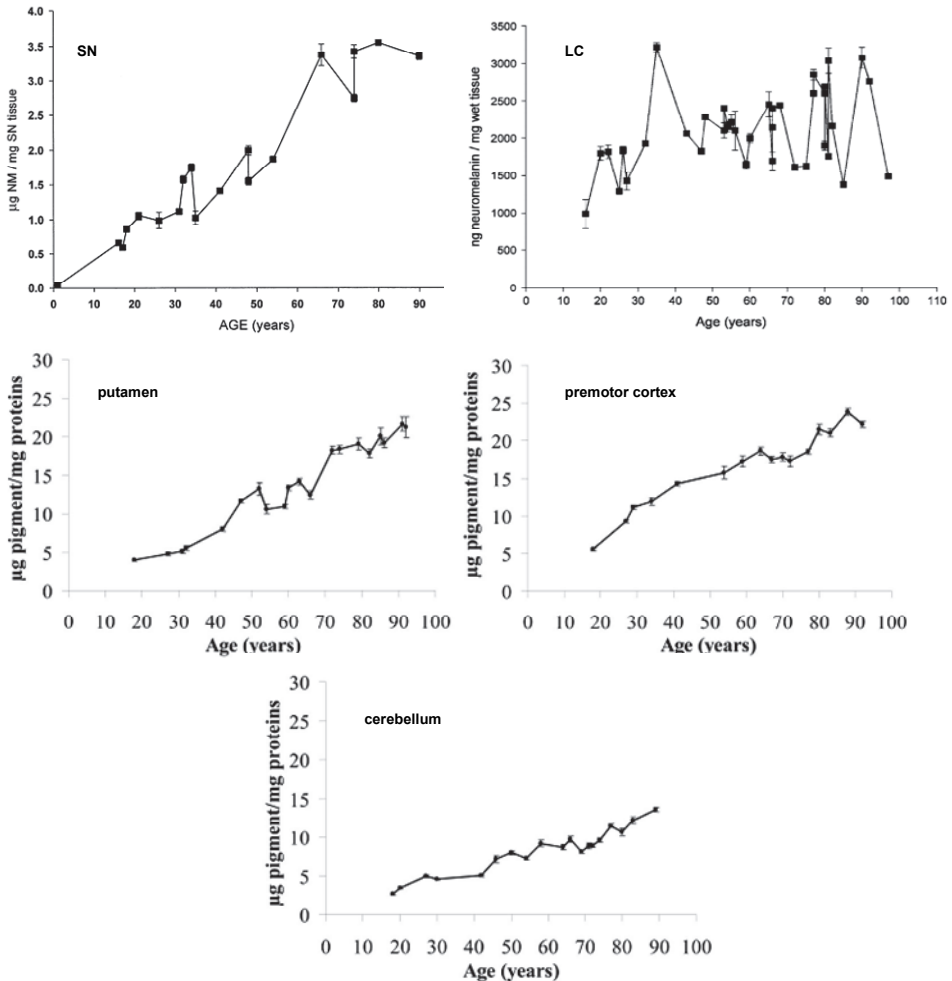 SN
µg NM / mg SN tissue
4.0
3.5
3.0
2.5
2.0
1.5
1.0
0.5
0.0
0 10 20 30 40 50 60 70 80 90
AGE (years)
LC
ng neuromelanin / mg wet tissue
3500
3000
2500
2000
1500
1000
500
0
0 10 20 30 40 50 60 70 80 90 100 110
Age (years)
putamen
µg pigment/mg proteins
30
25
20
15
10
5
0
0 10 20 30 40 50 60 70 80 90 100
Age (years)
premotor cortex
µg pigment/mg proteins
30
25
20
15
10
5
0
0 10 20 30 40 50 60 70 80 90 100
Age (years)
cerebellum
µg pigment/mg proteins
30
25
20
15
10
5
0
0 10 20 30 40 50 60 70 80 90 100
Age (years)